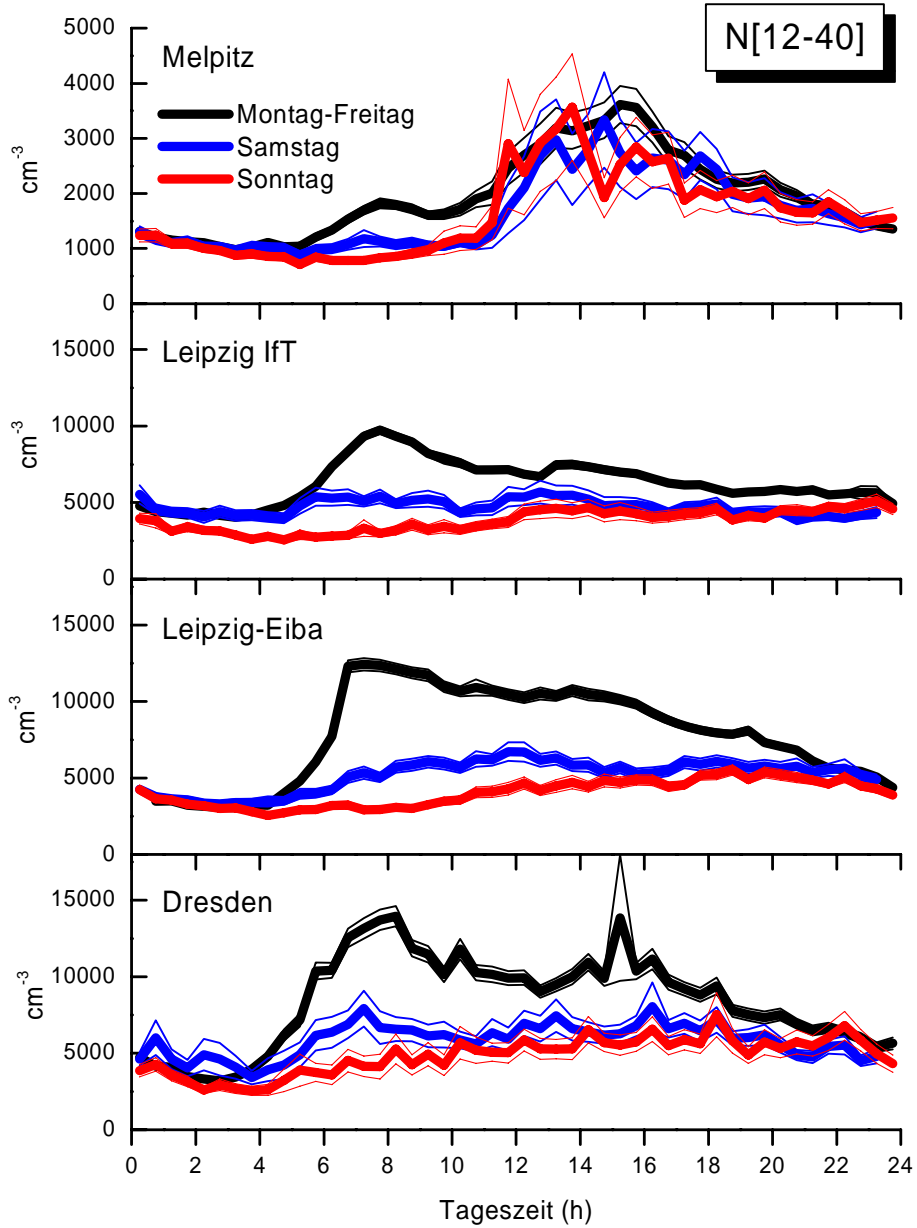 N[12-40]
5000
4000
3000
2000
1000
0
cm⁻³
Melpitz
Montag-Freitag
Samstag
Sonntag
15000
10000
5000
0
cm⁻³
Leipzig IfT
15000
10000
5000
0
cm⁻³
Leipzig-Eiba
15000
10000
5000
0
cm⁻³
Dresden
0 2 4 6 8 10 12 14 16 18 20 22 24
Tageszeit (h)